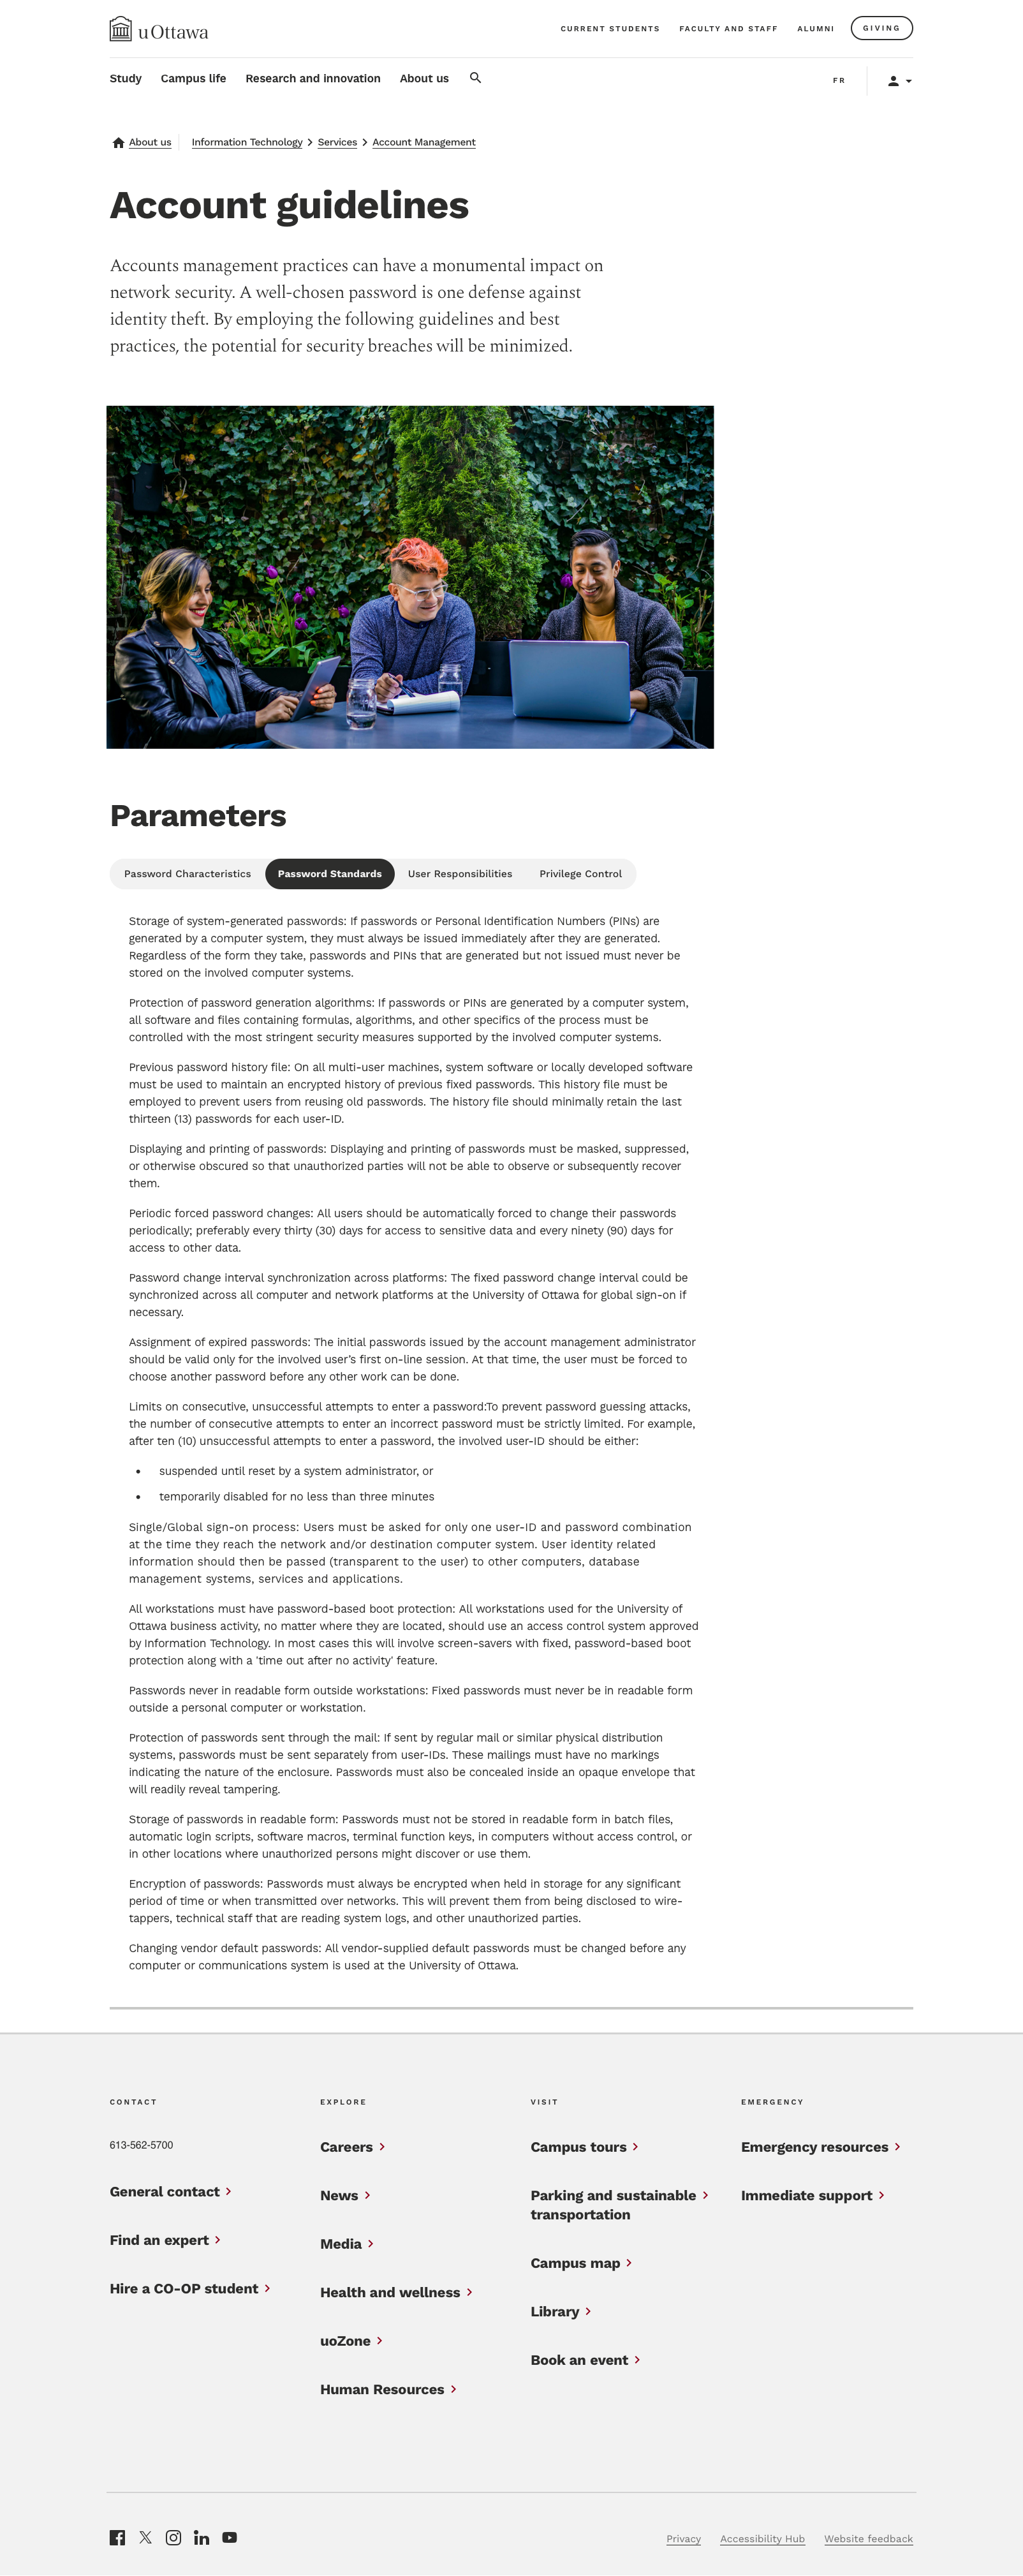 uOttawa
CURRENT STUDENTS FACULTY AND STAFF ALUMNI GIVING
Study Campus life Research and innovation About us
FR
About us Information Technology Services Account Management
Account guidelines
Accounts management practices can have a monumental impact on
network security. A well-chosen password is one defense against
identity theft. By employing the following guidelines and best
practices, the potential for security breaches will be minimized.
Parameters
Password Characteristics Password Standards User Responsibilities Privilege Control
Storage of system-generated passwords: If passwords or Personal Identification Numbers (PINs) are
generated by a computer system, they must always be issued immediately after they are generated.
Regardless of the form they take, passwords and PINs that are generated but not issued must never be
stored on the involved computer systems.
Protection of password generation algorithms: If passwords or PINs are generated by a computer system,
all software and files containing formulas, algorithms, and other specifics of the process must be
controlled with the most stringent security measures supported by the involved computer systems.
Previous password history file: On all multi-user machines, system software or locally developed software
must be used to maintain an encrypted history of previous fixed passwords. This history file must be
employed to prevent users from reusing old passwords. The history file should minimally retain the last
thirteen (13) passwords for each user-ID.
Displaying and printing of passwords: Displaying and printing of passwords must be masked, suppressed,
or otherwise obscured so that unauthorized parties will not be able to observe or subsequently recover
them.
Periodic forced password changes: All users should be automatically forced to change their passwords
periodically; preferably every thirty (30) days for access to sensitive data and every ninety (90) days for
access to other data.
Password change interval synchronization across platforms: The fixed password change interval could be
synchronized across all computer and network platforms at the University of Ottawa for global sign-on if
necessary.
Assignment of expired passwords: The initial passwords issued by the account management administrator
should be valid only for the involved user's first on-line session. At that time, the user must be forced to
choose another password before any other work can be done.
Limits on consecutive, unsuccessful attempts to enter a password:To prevent password guessing attacks,
the number of consecutive attempts to enter an incorrect password must be strictly limited. For example,
after ten (10) unsuccessful attempts to enter a password, the involved user-ID should be either:
• suspended until reset by a system administrator, or
• temporarily disabled for no less than three minutes
Single/Global sign-on process: Users must be asked for only one user-ID and password combination
at the time they reach the network and/or destination computer system. User identity related
information should then be passed (transparent to the user) to other computers, database
management systems, services and applications.
All workstations must have password-based boot protection: All workstations used for the University of
Ottawa business activity, no matter where they are located, should use an access control system approved
by Information Technology. In most cases this will involve screen-savers with fixed, password-based boot
protection along with a 'time out after no activity' feature.
Passwords never in readable form outside workstations: Fixed passwords must never be in readable form
outside a personal computer or workstation.
Protection of passwords sent through the mail: If sent by regular mail or similar physical distribution
systems, passwords must be sent separately from user-IDs. These mailings must have no markings
indicating the nature of the enclosure. Passwords must also be concealed inside an opaque envelope that
will readily reveal tampering.
Storage of passwords in readable form: Passwords must not be stored in readable form in batch files,
automatic login scripts, software macros, terminal function keys, in computers without access control, or
in other locations where unauthorized persons might discover or use them.
Encryption of passwords: Passwords must always be encrypted when held in storage for any significant
period of time or when transmitted over networks. This will prevent them from being disclosed to wire-
tappers, technical staff that are reading system logs, and other unauthorized parties.
Changing vendor default passwords: All vendor-supplied default passwords must be changed before any
computer or communications system is used at the University of Ottawa.
CONTACT
613-562-5700
General contact
Find an expert
Hire a CO-OP student
EXPLORE
Careers
News
Media
Health and wellness
uoZone
Human Resources
VISIT
Campus tours
Parking and sustainable
transportation
Campus map
Library
Book an event
EMERGENCY
Emergency resources
Immediate support
Privacy Accessibility Hub Website feedback